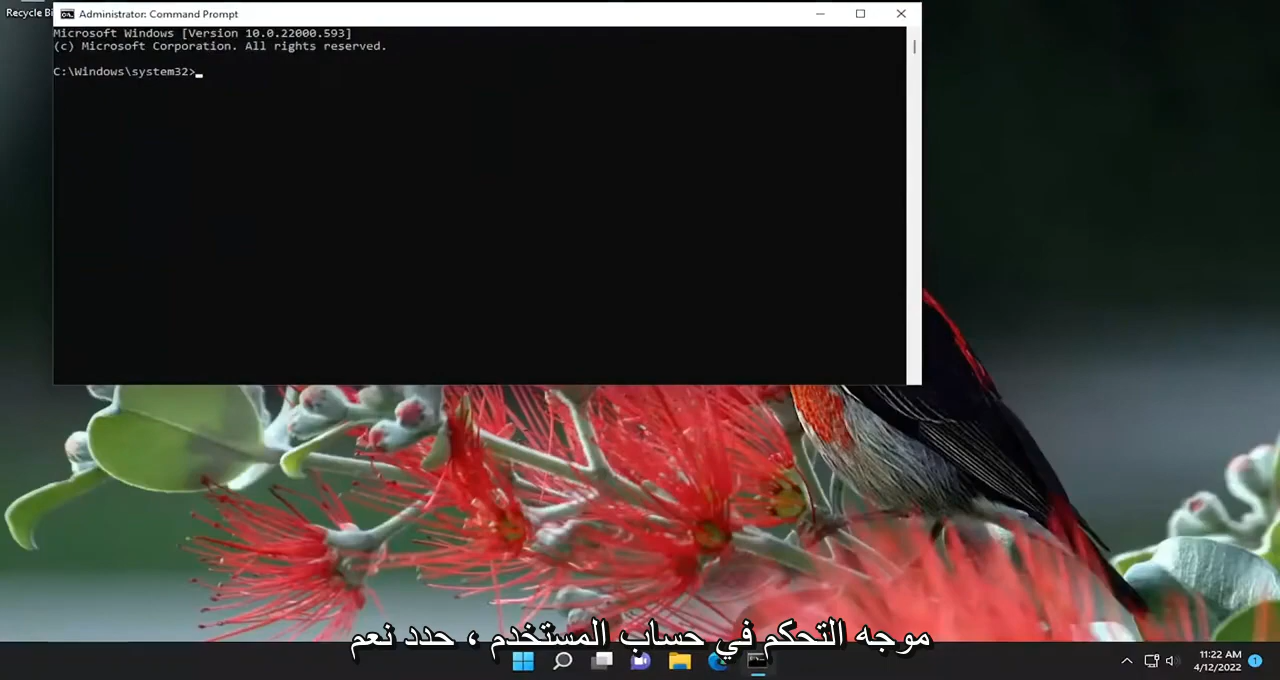 Recycle Bi
Administrator: Command Prompt
Microsoft Windows [Version 10.0.22000.593]
(c) Microsoft Corporation. All rights reserved.
C:\Windows\system32>
موجه التحكم في حساب المستخدم ، حدد نعم
11:22 AM
4/12/2022
1